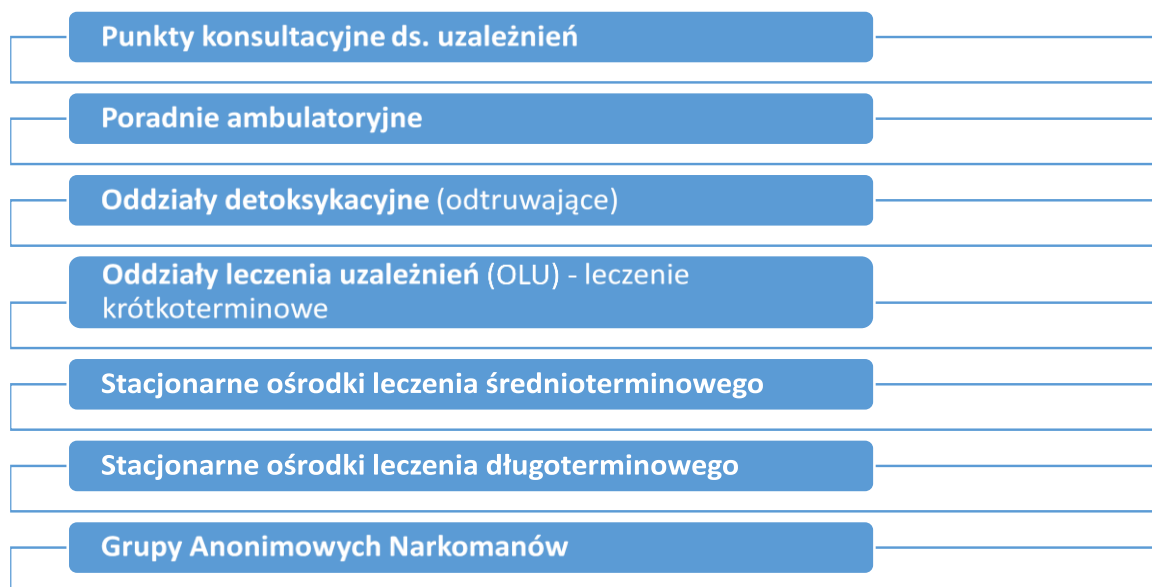 Punkty konsultacyjne ds. uzależnień
Poradnie ambulatoryjne
Oddziały detoksykacyjne (odtruwające)
Oddziały leczenia uzależnień (OLU) - leczenie
krótkoterminowe
Stacjonarne ośrodki leczenia średnioterminowego
Stacjonarne ośrodki leczenia długoterminowego
Grupy Anonimowych Narkomanów